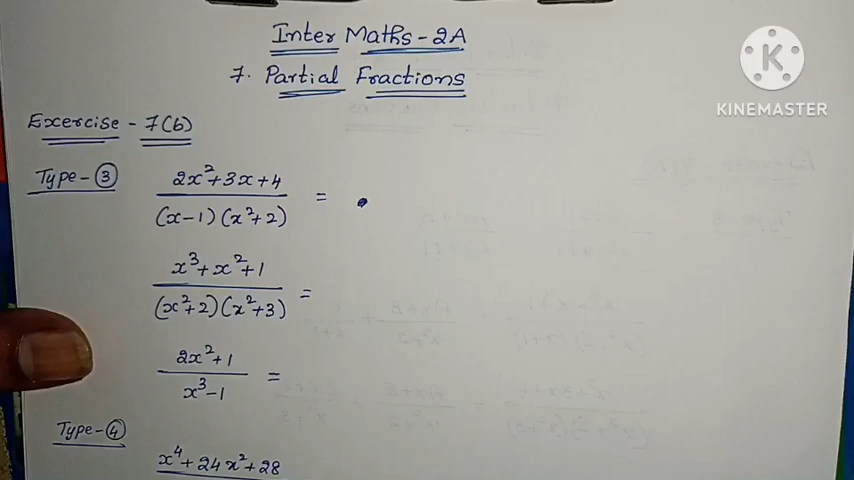 Inter Maths - 2A
7. Partial Fractions
K
KINEMASTER
Exercise - 7(b)
Type - ③ (2x²+3x+4)/((x-1)(x²+2)) =
(x³+x²+1)/((x²+2)(x²+3)) =
(2x²+1)/(x³-1) =
Type - ④
x⁴+24x²+28